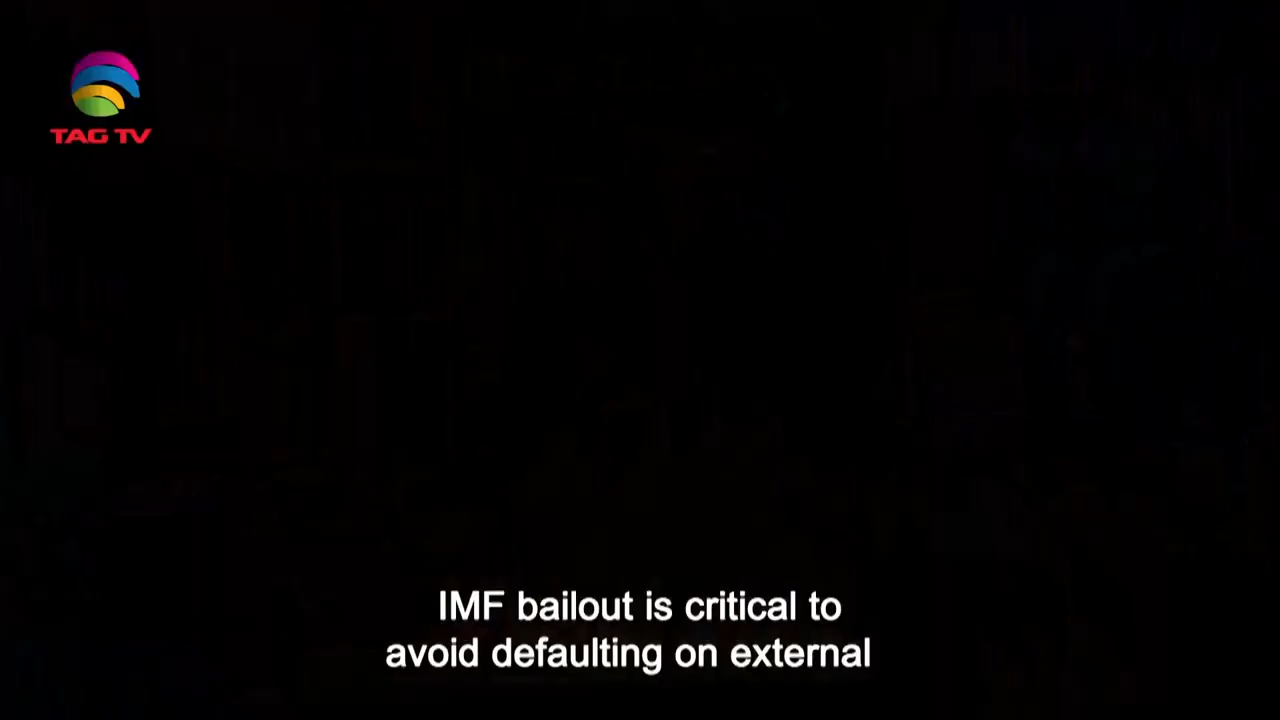 TAG TV
IMF bailout is critical to
avoid defaulting on external